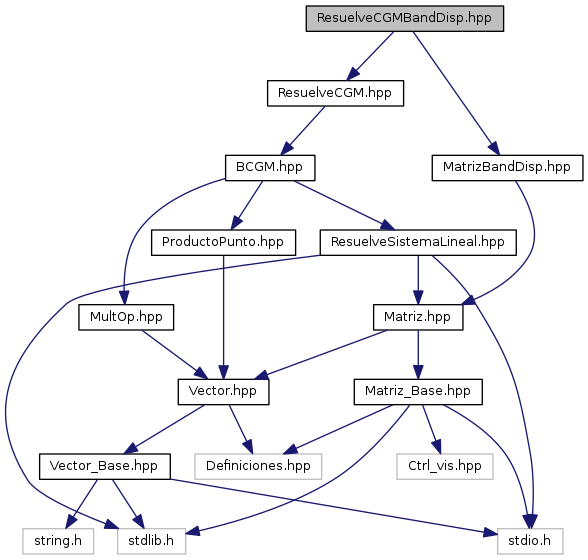 ResuelveCGMBandDisp.hpp
ResuelveCGM.hpp
BCGM.hpp
MatrizBandDisp.hpp
ProductoPunto.hpp
ResuelveSistemaLineal.hpp
MultOp.hpp
Matriz.hpp
Vector.hpp
Matriz_Base.hpp
Vector_Base.hpp
Definiciones.hpp
Ctrl_vis.hpp
string.h
stdlib.h
stdio.h